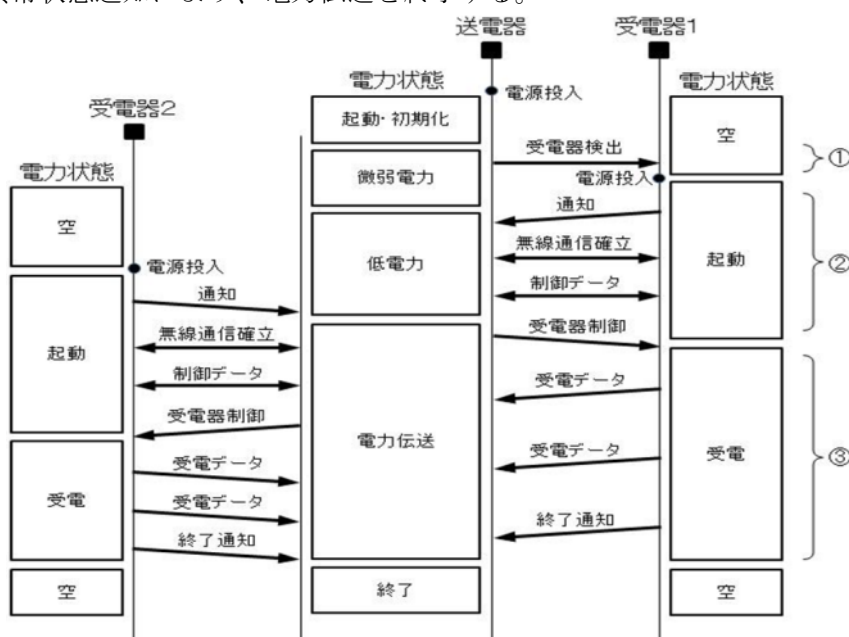 送電器 受電器1
電力状態 電源投入 電力状態
受電器2
起動・初期化 空
受電器検出 ①
電力状態 微弱電力 電源投入
通知
空 無線通信確立
低電力 起動 ②
電源投入
制御データ
通知
受電器制御
無線通信確立
起動 受電データ
制御データ
受電器制御
電力伝送 受電データ 受電 ③
受電データ
受電
受電データ 終了通知
終了通知
空 終了 空